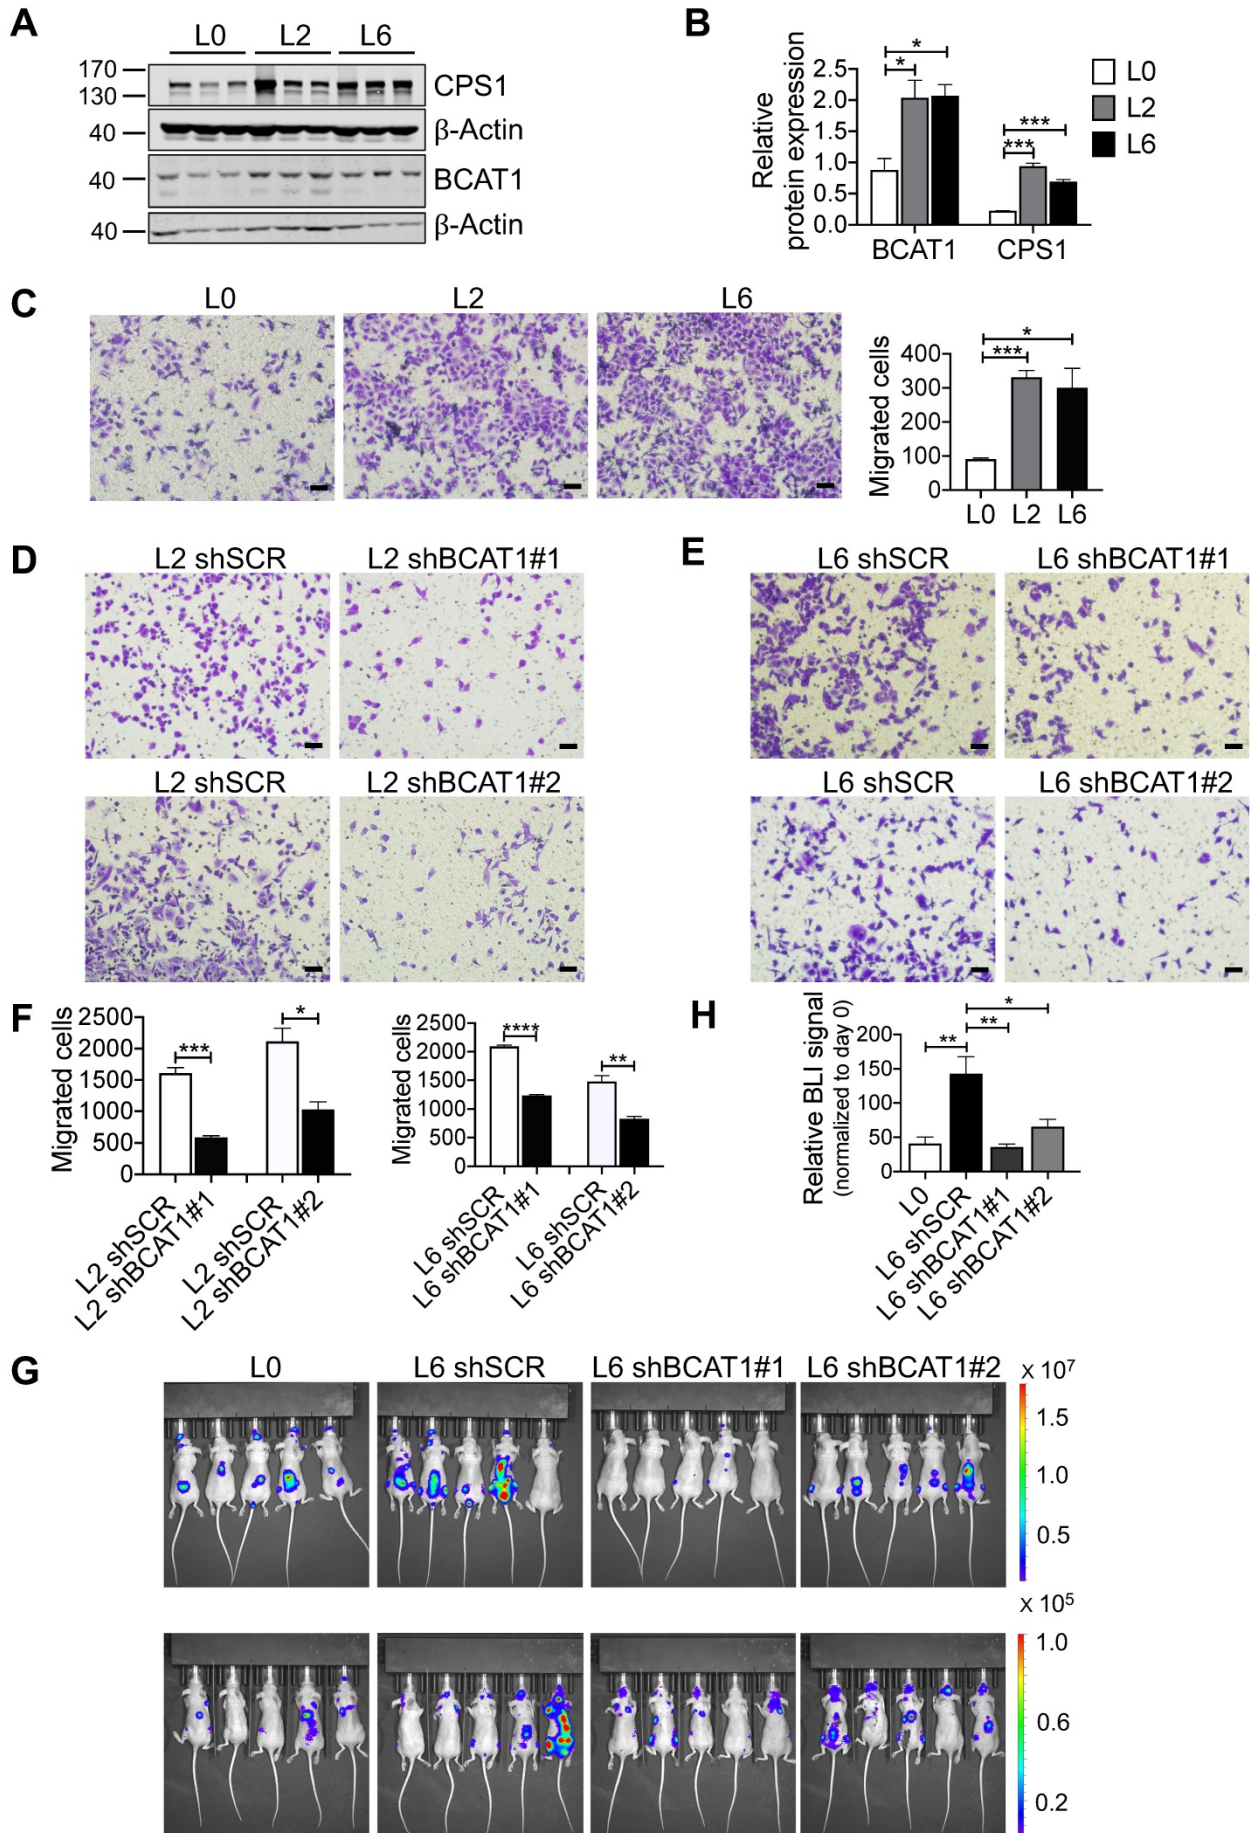 A
L0 L2 L6
170
130
CPS1
40
β-Actin
40
BCAT1
40
β-Actin
B
Relative
protein expression
2.5
2.0
1.5
1.0
0.5
0.0
*
*
***
***
BCAT1 CPS1
L0
L2
L6
C
L0 L2 L6
Migrated cells
400
300
200
100
0
*
***
L0 L2 L6
D
L2 shSCR L2 shBCAT1#1
L2 shSCR L2 shBCAT1#2
E
L6 shSCR L6 shBCAT1#1
L6 shSCR L6 shBCAT1#2
F
Migrated cells
2500
2000
1500
1000
500
0
***
*
L2 shSCR
L2 shBCAT1#1
L2 shSCR
L2 shBCAT1#2
Migrated cells
2500
2000
1500
1000
500
0
****
**
L6 shSCR
L6 shBCAT1#1
L6 shSCR
L6 shBCAT1#2
H
Relative BLI signal
(normalized to day 0)
200
150
100
50
0
*
**
**
L0
L6 shSCR
L6 shBCAT1#1
L6 shBCAT1#2
G
L0 L6 shSCR L6 shBCAT1#1 L6 shBCAT1#2
x 10⁷
1.5
1.0
0.5
x 10⁵
1.0
0.6
0.2